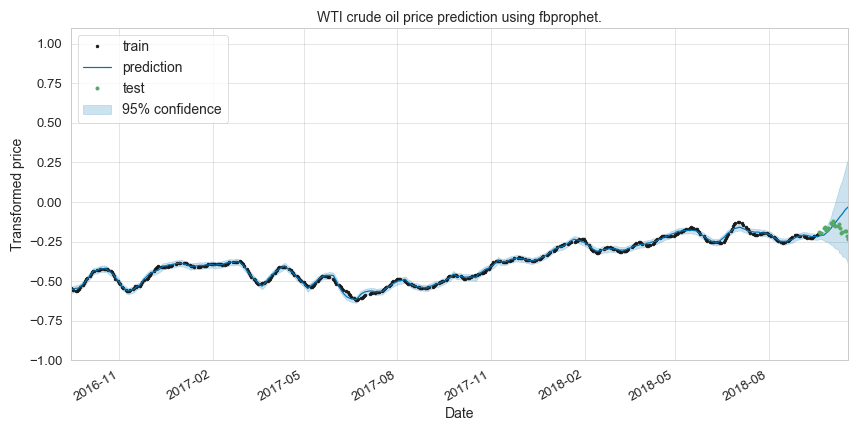 WTI crude oil price prediction using fbprophet.
train
prediction
test
95% confidence
1.00
0.75
0.50
0.25
0.00
−0.25
−0.50
−0.75
−1.00
Transformed price
2016-11
2017-02
2017-05
2017-08
2017-11
2018-02
2018-05
2018-08
Date